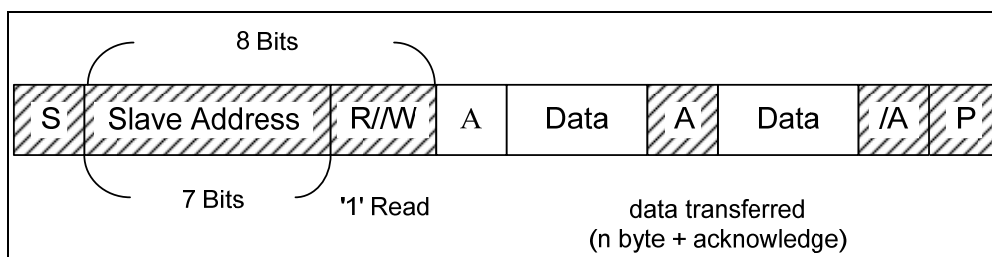 8 Bits
S Slave Address R//W A Data A Data /A P
7 Bits '1' Read data transferred
(n byte + acknowledge)